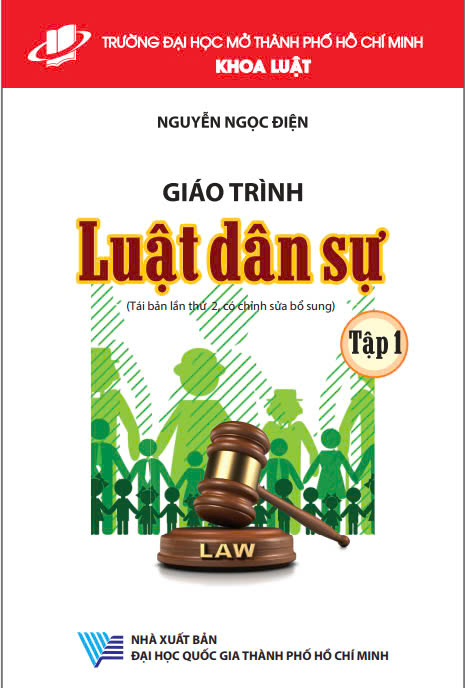 TRƯỜNG ĐẠI HỌC MỞ THÀNH PHỐ HỒ CHÍ MINH
KHOA LUẬT
NGUYỄN NGỌC ĐIỆN
GIÁO TRÌNH
Luật dân sự
(Tái bản lần thứ 2, có chỉnh sửa bổ sung)
Tập 1
LAW
NHÀ XUẤT BẢN
ĐẠI HỌC QUỐC GIA THÀNH PHỐ HỒ CHÍ MINH